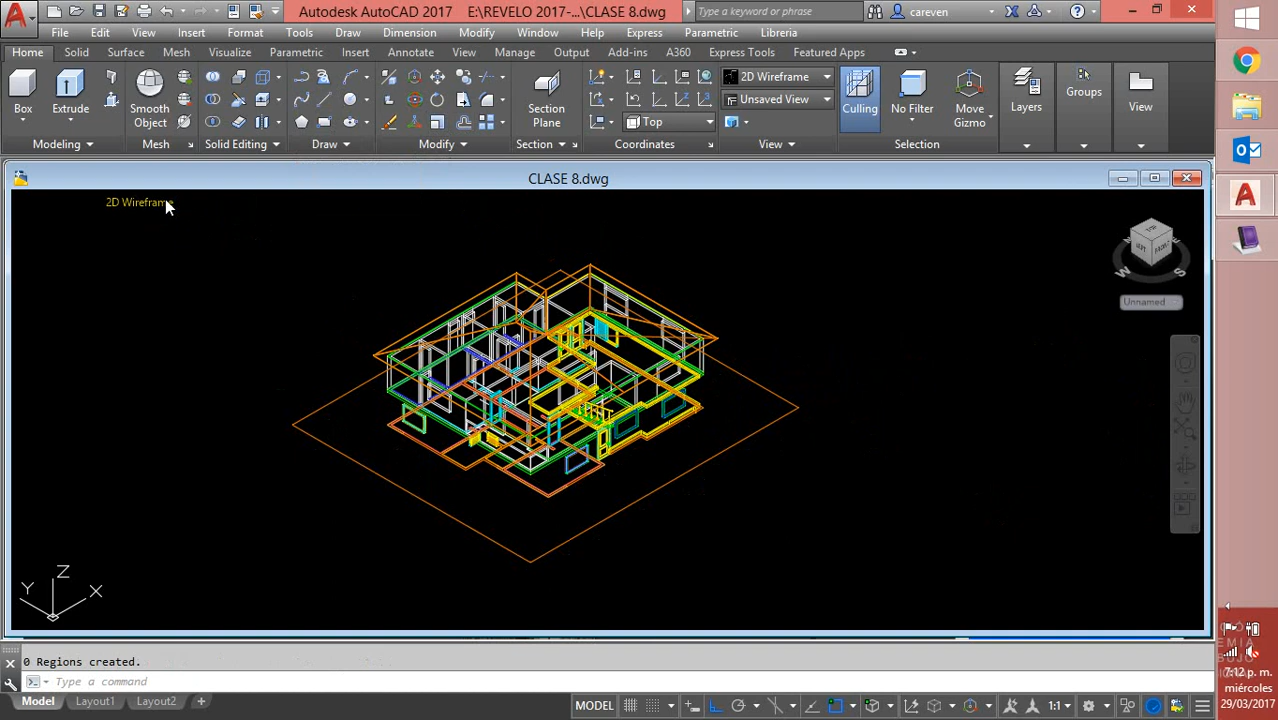 Autodesk AutoCAD 2017 E:\REVELO 2017-...\CLASE 8.dwg
Type a keyword or phrase
careven
File Edit View Insert Format Tools Draw Dimension Modify Window Help Express Parametric Libreria
Home Solid Surface Mesh Visualize Parametric Insert Annotate View Manage Output Add-ins A360 Express Tools Featured Apps
2D Wireframe
Unsaved View
Box Extrude Smooth Object Section Plane Top Culling No Filter Move Gizmo Layers Groups View
Modeling Mesh Solid Editing Draw Modify Section Coordinates View Selection
CLASE 8.dwg
2D Wireframe
TOP
LEFT
W S
Unnamed
Z
Y X
0 Regions created.
Type a command
Model Layout1 Layout2 +
MODEL 1:1
7:12 p. m.
miércoles
29/03/2017